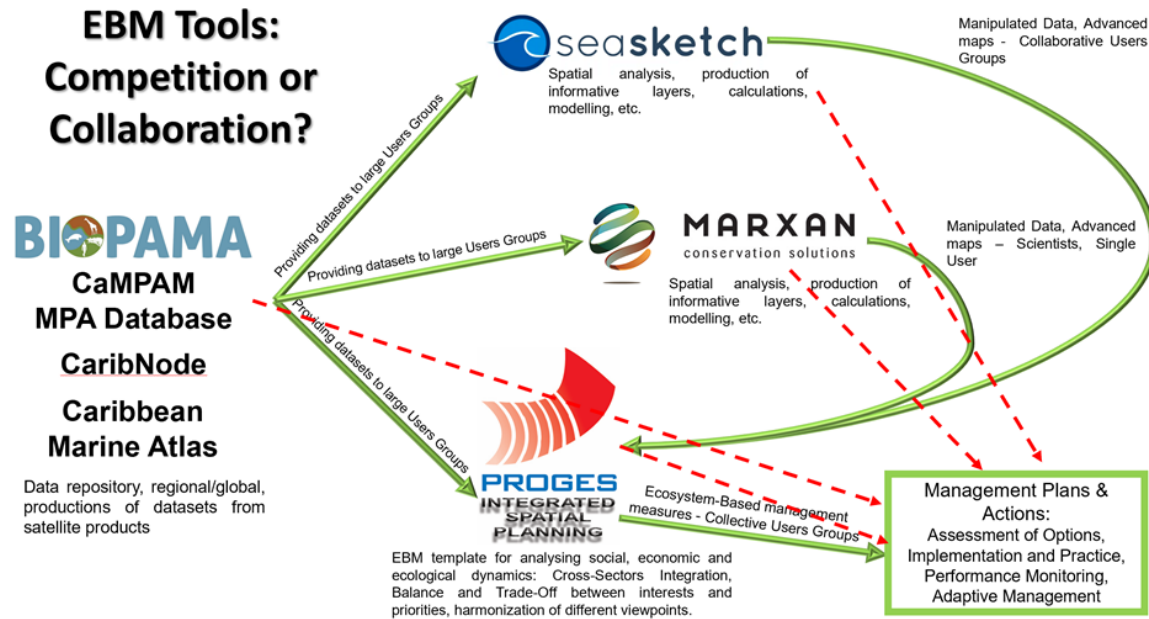 EBM Tools:
Competition or
Collaboration?
seasketch
Spatial analysis, production of
informative layers, calculations,
modelling, etc.
Manipulated Data, Advanced
maps - Collaborative Users
Groups
Providing datasets to large Users Groups
BIOPAMA
CaMPAM
MPA Database
CaribNode
Caribbean
Marine Atlas
Data repository, regional/global,
productions of datasets from
satellite products
Providing datasets to large Users Groups
MARXAN
conservation solutions
Spatial analysis, production of
informative layers, calculations,
modelling, etc.
Manipulated Data, Advanced
maps – Scientists, Single
User
Providing datasets to large Users Groups
PROGES
INTEGRATED
SPATIAL
PLANNING
EBM template for analysing social, economic and
ecological dynamics: Cross-Sectors Integration,
Balance and Trade-Off between interests and
priorities, harmonization of different viewpoints.
Ecosystem-Based management
measures - Collective Users Groups
Management Plans &
Actions:
Assessment of Options,
Implementation and Practice,
Performance Monitoring,
Adaptive Management